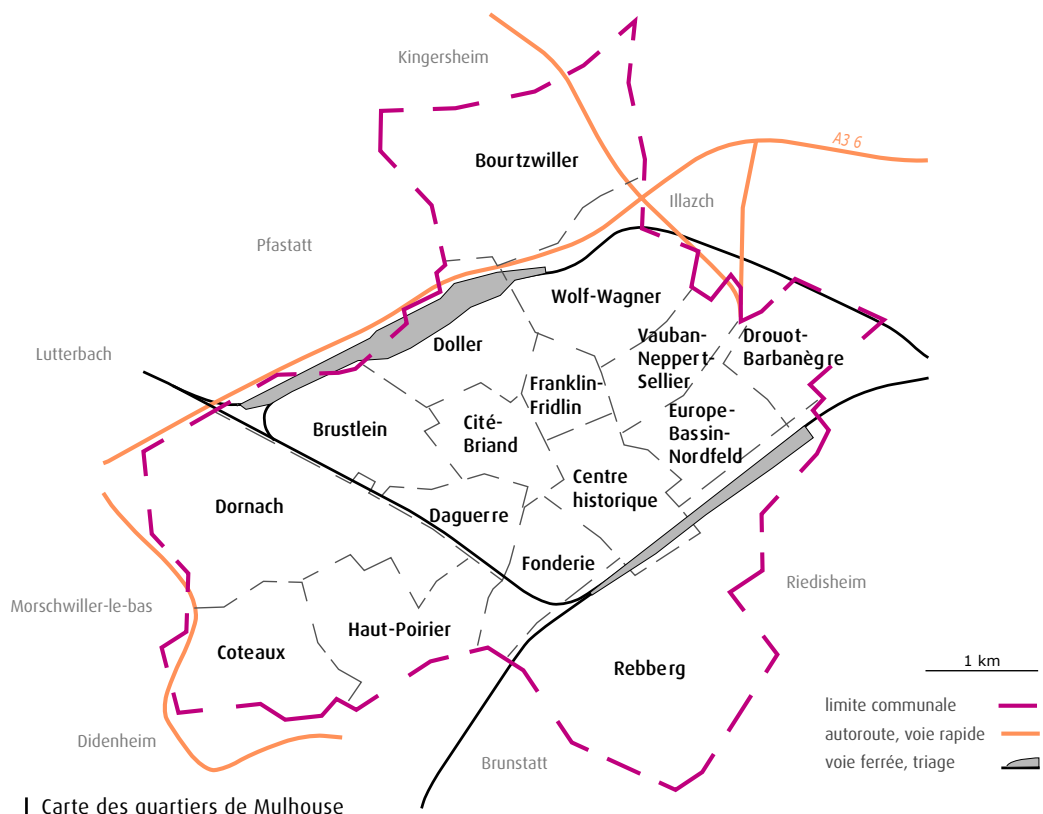 Kingersheim
A36
Bourtzwiller
Illazch
Pfastatt
Wolf-Wagner
Lutterbach
Doller
Vauban-
Neppert-
Sellier
Drouot-
Barbanègre
Franklin-
Fridlin
Brustlein
Cité-
Briand
Europe-
Bassin-
Nordfeld
Centre
historique
Dornach
Daguerre
Fonderie
Riedisheim
Morschwiller-le-bas
Haut-Poirier
Coteaux
Rebberg
1 km
limite communale
autoroute, voie rapide
voie ferrée, triage
Didenheim
Brunstatt
I Carte des quartiers de Mulhouse